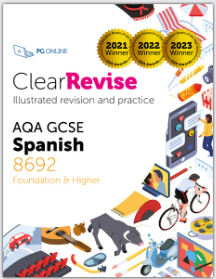 PG ONLINE
2021
Winner
2022
Winner
2023
Winner
ClearRevise
Illustrated revision and practice
AQA GCSE
Spanish
8692
Foundation & Higher